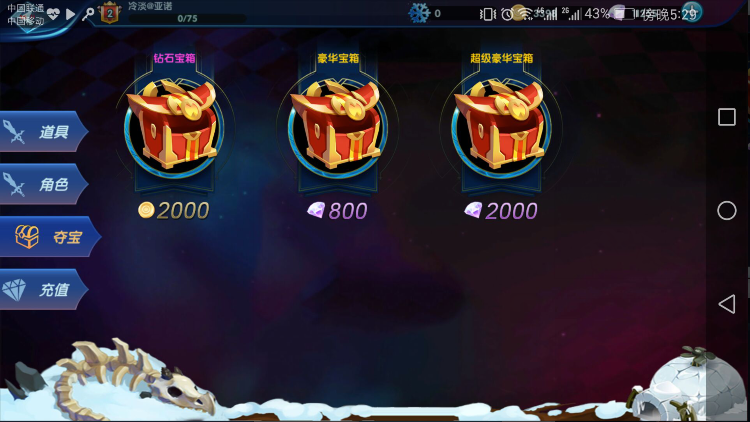 中国联通
中国移动
2
冷淡@亚诺
0/75
0
43%
傍晚5:29
钻石宝箱
豪华宝箱
超级豪华宝箱
道具
角色
夺宝
充值
2000
800
2000